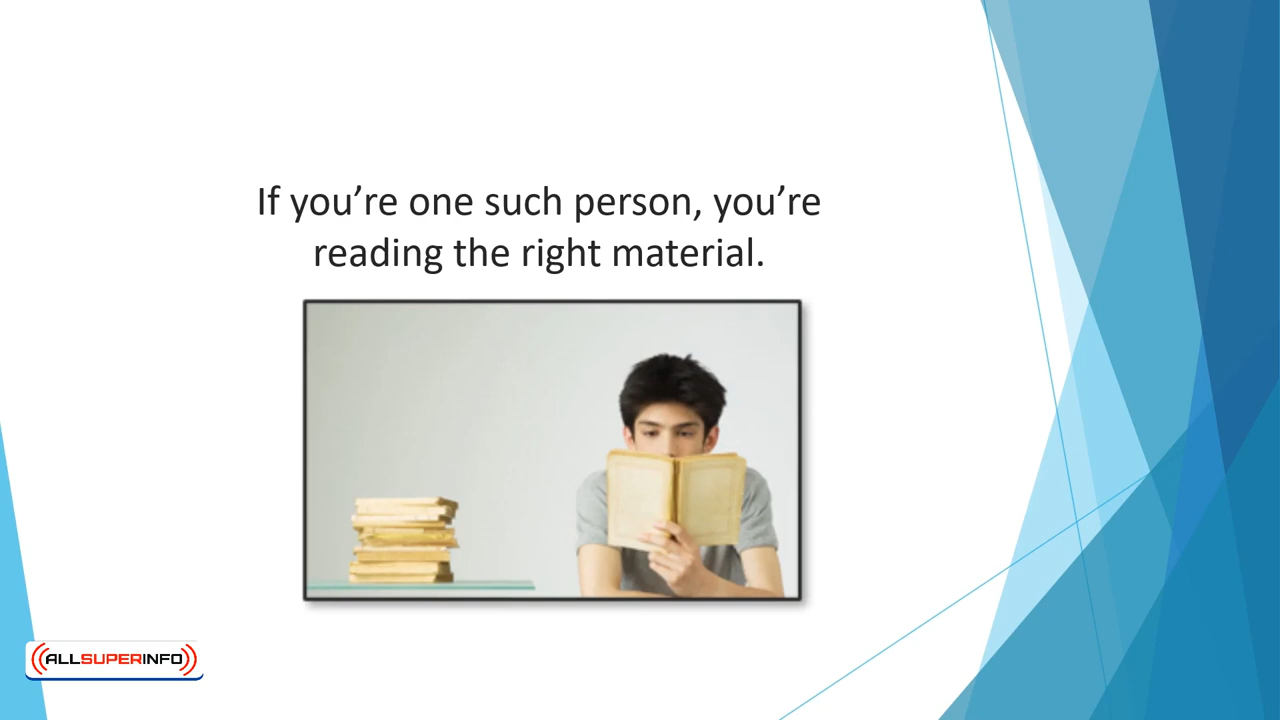 If you’re one such person, you’re
reading the right material.
ALLSUPERINFO